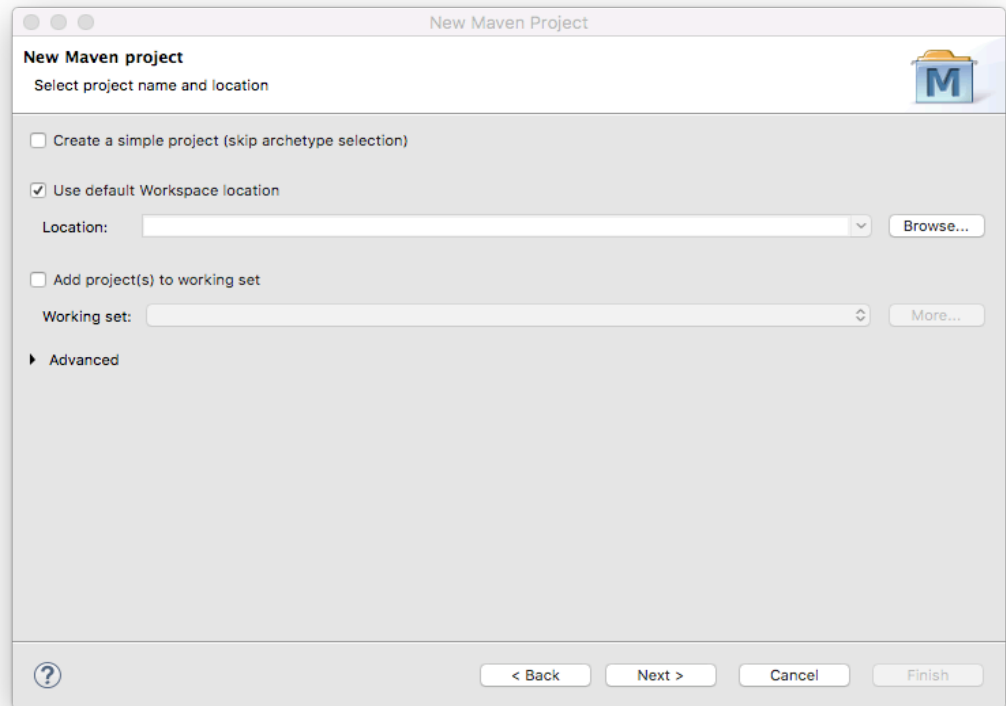 New Maven Project
New Maven project
Select project name and location
M
Create a simple project (skip archetype selection)
Use default Workspace location
Location: Browse...
Add project(s) to working set
Working set: More...
Advanced
? < Back Next > Cancel Finish